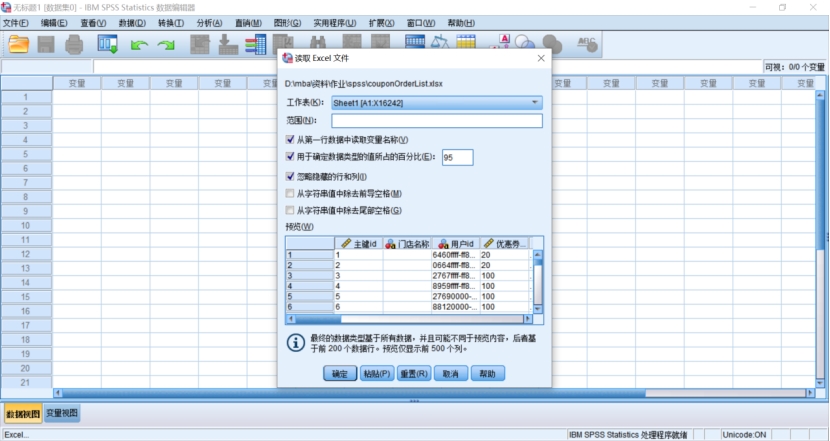 无标题1 [数据集0] - IBM SPSS Statistics 数据编辑器
文件(F) 编辑(E) 查看(V) 数据(D) 转换(T) 分析(A) 直销(M) 图形(G) 实用程序(U) 扩展(X) 窗口(W) 帮助(H)
可视: 0/0 个变量
变量 变量 变量 变量 变量 变量 变量 变量 变量
1
2
3
4
5
6
7
8
9
10
11
12
13
14
15
16
17
18
19
20
21
读取 Excel 文件
D:\mba\资料\作业\spss\couponOrderList.xlsx
工作表(K): Sheet1 [A1:X16242]
范围(N):
从第一行数据中读取变量名称(V)
用于确定数据类型的值所占的百分比(E): 95
忽略隐藏的行和列(I)
从字符串值中除去前导空格(M)
从字符串值中除去尾部空格(G)
预览(W)
主键id 门店名称 用户id 优惠券...
1 1 6460ffff-ff8... 20
2 2 0664ffff-ff8... 20
3 3 2767ffff-ff8... 100
4 4 8959ffff-ff8... 100
5 5 27690000-... 100
6 6 88120000-... 100
最终的数据类型基于所有数据，并且可能不同于预览内容，后者基
于前 200 个数据行。预览仅显示前 500 个列。
确定 粘贴(P) 重置(R) 取消 帮助
数据视图 变量视图
Excel... IBM SPSS Statistics 处理程序就绪 Unicode:ON